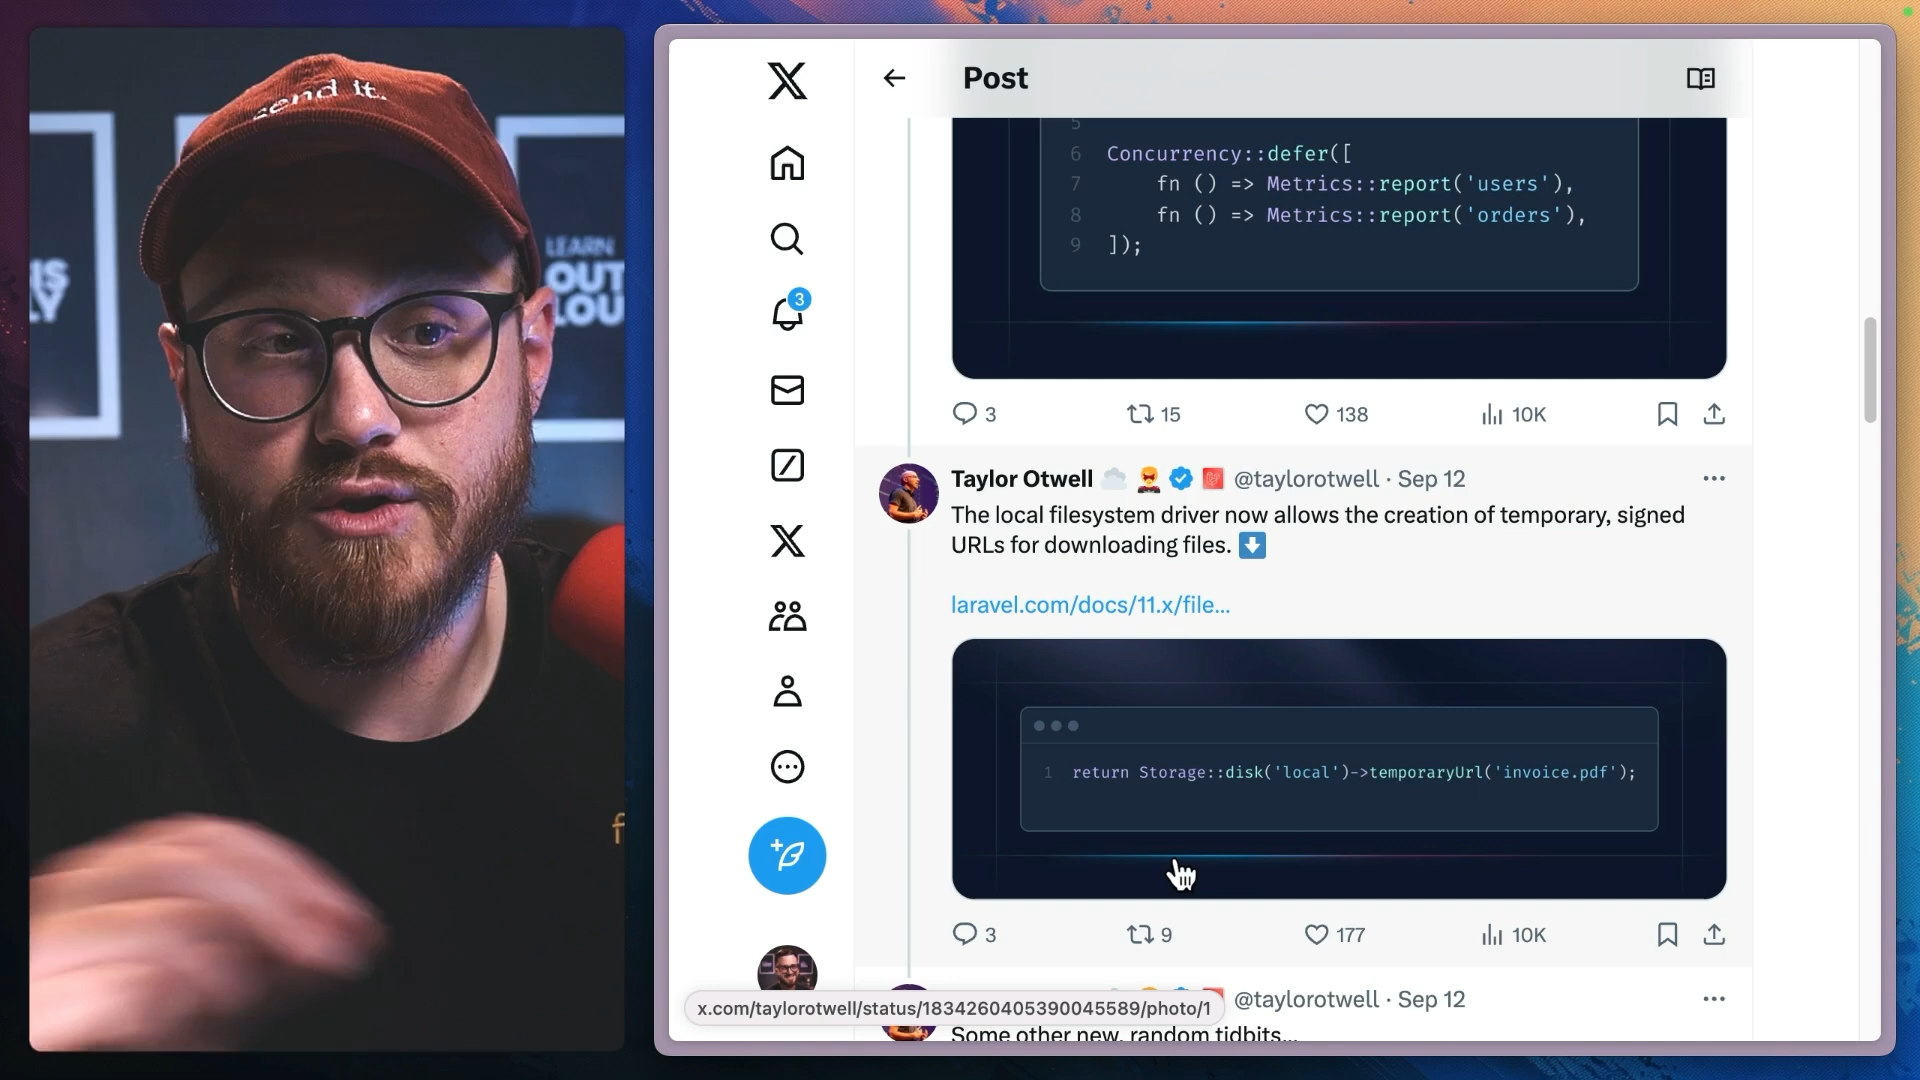 send it.
IS
LY
LEARN
OUT
LOU
f
Post
5
6 Concurrency::defer([
7 fn () => Metrics::report('users'),
8 fn () => Metrics::report('orders'),
9 ]);
3 15 138 10K
3
Taylor Otwell @taylorotwell · Sep 12
The local filesystem driver now allows the creation of temporary, signed
URLs for downloading files.
laravel.com/docs/11.x/file...
1 return Storage::disk('local')->temporaryUrl('invoice.pdf');
3 9 177 10K
@taylorotwell · Sep 12
x.com/taylorotwell/status/1834260405390045589/photo/1
Some other new, random tidbits...